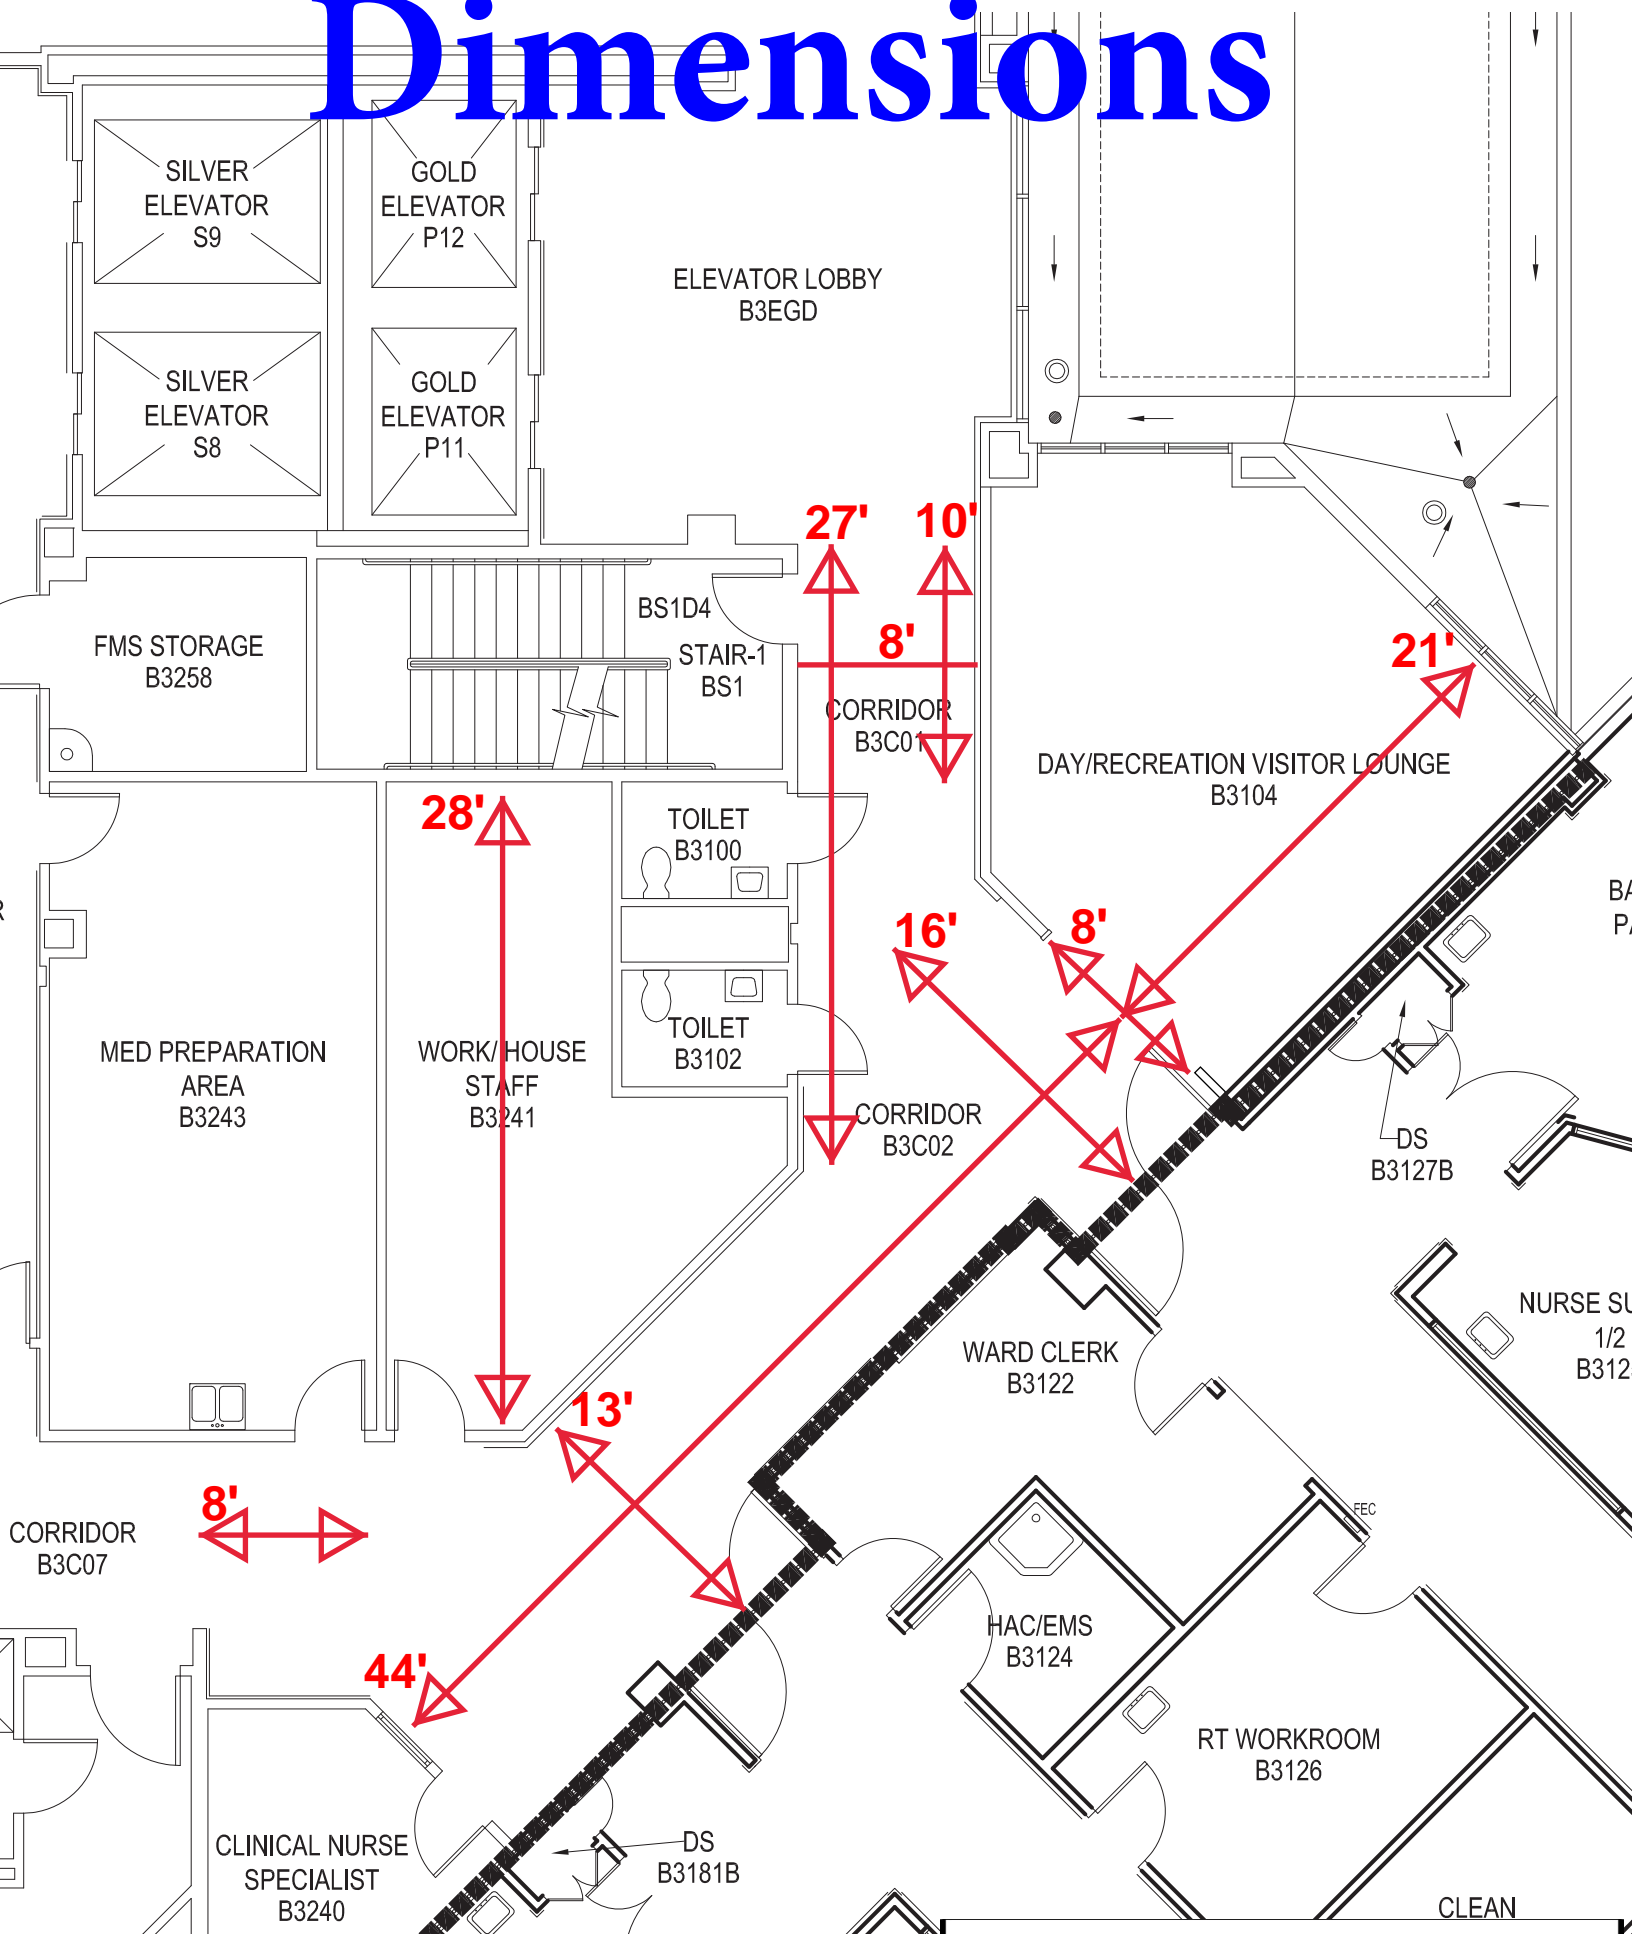 Dimensions
SILVER
ELEVATOR
S9
GOLD
ELEVATOR
P12
ELEVATOR LOBBY
B3EGD
SILVER
ELEVATOR
S8
GOLD
ELEVATOR
P11
27'
10'
BS1D4
FMS STORAGE
B3258
STAIR-1
BS1
8'
21'
CORRIDOR
B3C01
DAY/RECREATION VISITOR LOUNGE
B3104
28'
TOILET
B3100
16'
8'
BA
PA
R
MED PREPARATION
AREA
B3243
WORK/ HOUSE
STAFF
B3241
TOILET
B3102
CORRIDOR
B3C02
DS
B3127B
WARD CLERK
B3122
NURSE SU
1/2
B312
13'
8'
CORRIDOR
B3C07
FEC
HAC/EMS
B3124
44'
RT WORKROOM
B3126
CLINICAL NURSE
SPECIALIST
B3240
DS
B3181B
CLEAN